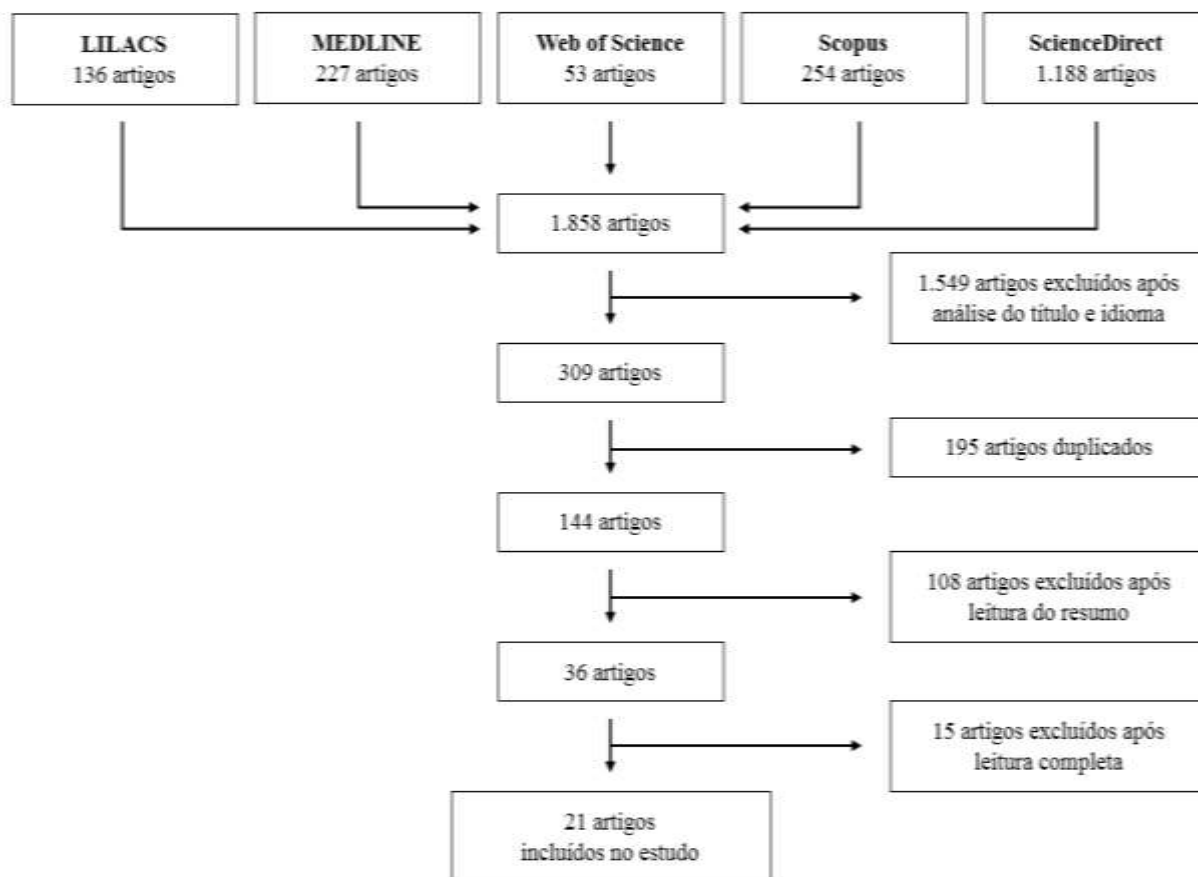 LILACS
136 artigos
MEDLINE
227 artigos
Web of Science
53 artigos
Scopus
254 artigos
ScienceDirect
1.188 artigos
1.858 artigos
1.549 artigos excluídos após
análise do título e idioma
309 artigos
195 artigos duplicados
144 artigos
108 artigos excluídos após
leitura do resumo
36 artigos
15 artigos excluídos após
leitura completa
21 artigos
incluídos no estudo